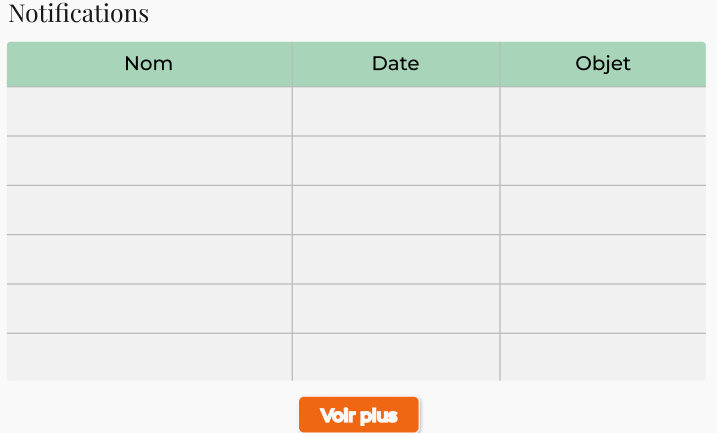 Notifications
Nom Date Objet
Voir plus